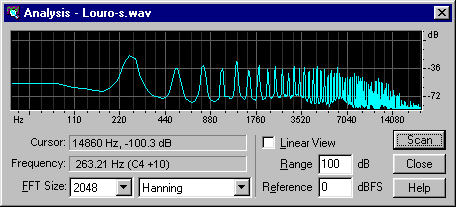 Analysis - Louro-s.wav
dB
-36
-72
Hz 110 220 440 880 1760 3520 7040 14080
Cursor: 14860 Hz, -100.3 dB
Linear View
Scan
Frequency: 263.21 Hz (C4 +10)
Range 100 dB
Close
FFT Size: 2048 Hanning
Reference 0 dBFS
Help